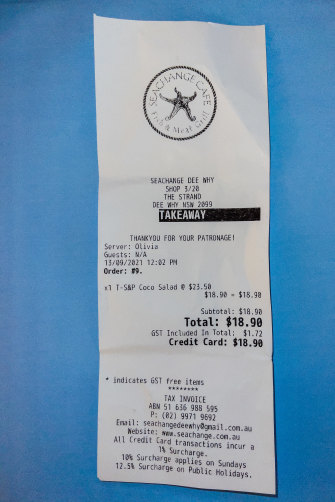 SEACHANGE CAFE
Fish & Meat Grill
SEACHANGE DEE WHY
SHOP 3/20
THE STRAND
DEE WHY NSW 2099
TAKEAWAY
THANKYOU FOR YOUR PATRONAGE!
Server: Olivia
Guests: N/A
13/09/2021 12:02 PM
Order: #9.
x1 T-S&P Coco Salad @ $23.50
$18.90 = $18.90
Subtotal: $18.90
Total: $18.90
GST Included In Total: $1.72
Credit Card: $18.90
* indicates GST free items
********
TAX INVOICE
ABN 51 636 988 595
P: (02) 9971 9692
Email: seachangedeewhy@gmail.com
Website: www.seachange.com.au
All Credit Card transactions incur a
1% Surcharge.
10% Surcharge applies on Sundays
12.5% Surcharge on Public Holidays.